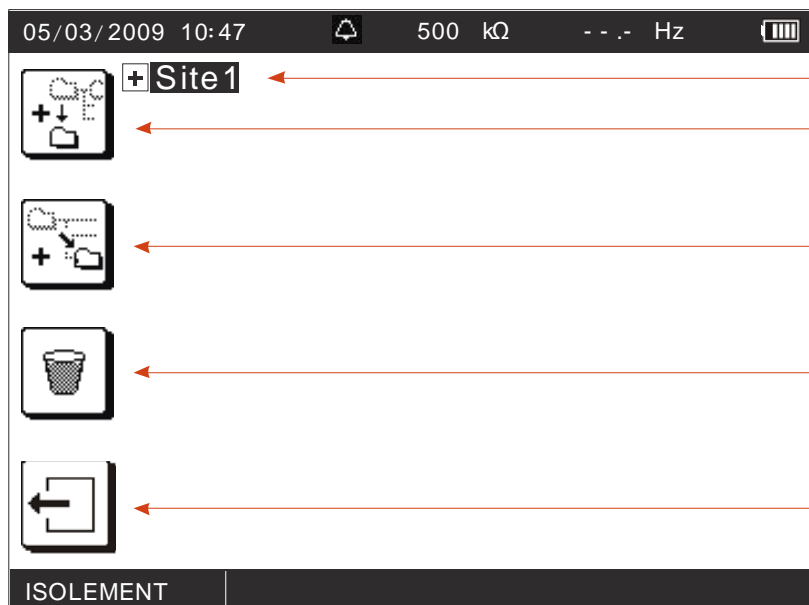 05/03/2009 10:47 500 kΩ - - .- Hz
+ Site1
ISOLEMENT